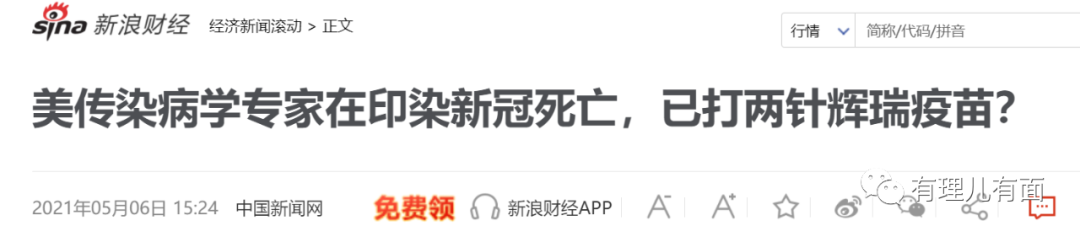 sina 新浪财经 经济新闻滚动 > 正文 行情 简称/代码/拼音
美传染病学专家在印染新冠死亡，已打两针辉瑞疫苗？
2021年05月06日 15:24 中国新闻网 免费领 新浪财经APP A- A+ 有理儿有面